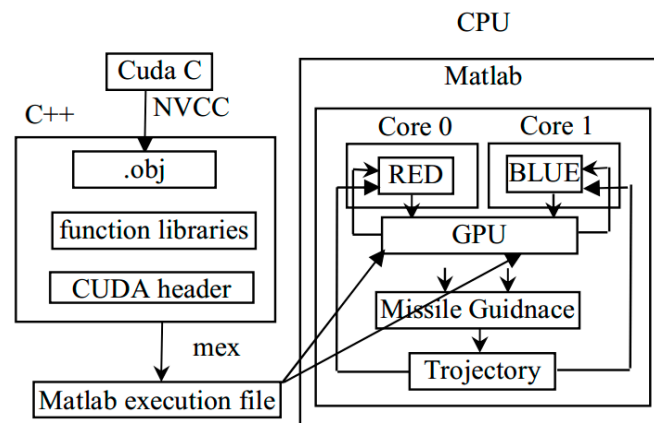 CPU
Cuda C
NVCC
C++
.obj
function libraries
CUDA header
mex
Matlab execution file
Matlab
Core 0
Core 1
RED
BLUE
GPU
Missile Guidnace
Trojectory